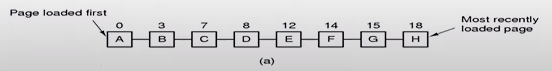 Page loaded first
0 3 7 8 12 14 15 18
Most recently
loaded page
A B C D E F G H
(a)